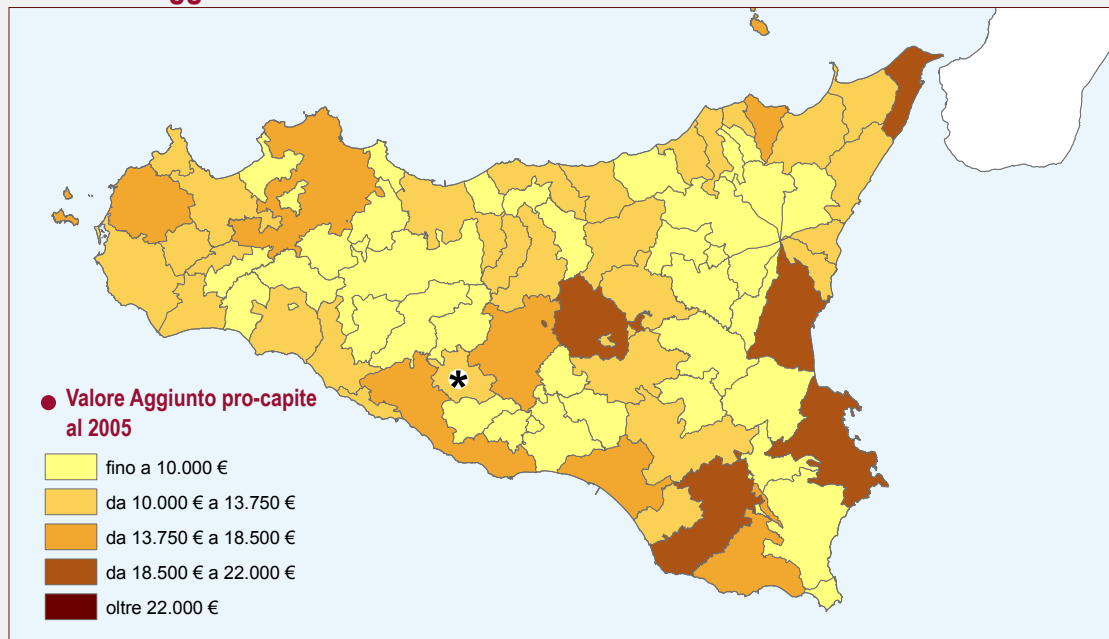 Valore Aggiunto pro-capite
al 2005
fino a 10.000 €
da 10.000 € a 13.750 €
da 13.750 € a 18.500 €
da 18.500 € a 22.000 €
oltre 22.000 €
*